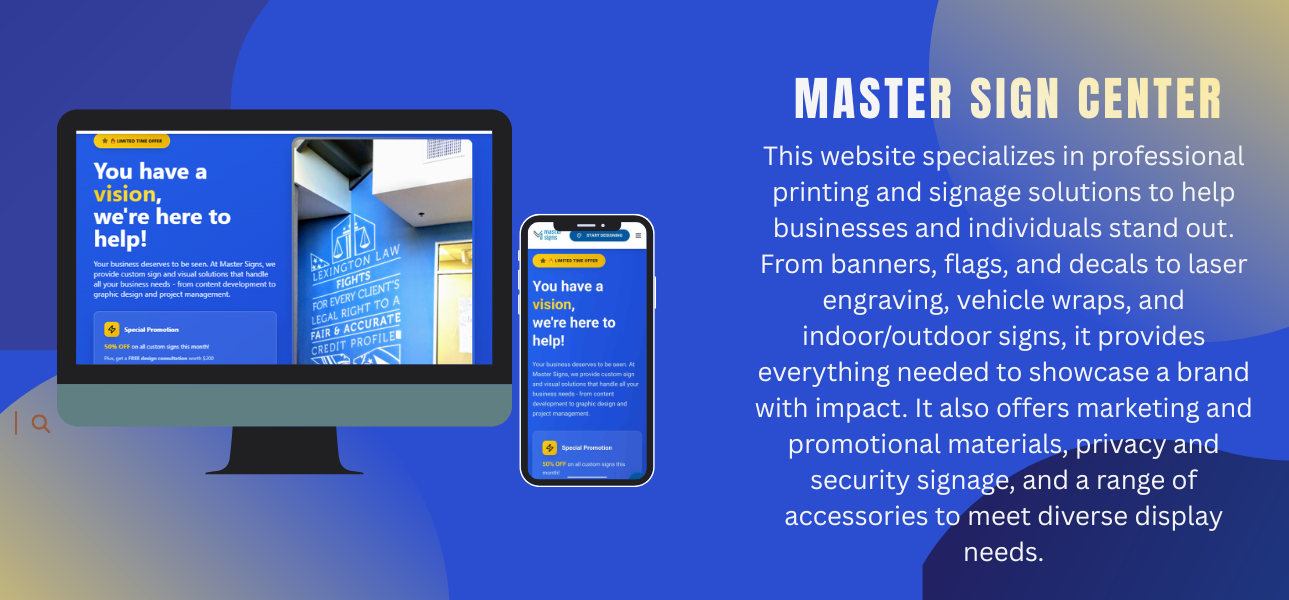 LIMITED TIME OFFER
You have a
vision,
we're here to
help!
Your business deserves to be seen. At Master Signs, we
provide custom sign and visual solutions that handle
all your business needs - from content development to
graphic design and project management.
Special Promotion
50% OFF on all custom signs this month!
Plus, get a FREE design consultation worth $200
LEXINGTON LAW
FIGHTS
FOR EVERY CLIENT'S
LEGAL RIGHT TO A
FAIR & ACCURATE
CREDIT PROFILE
master
signs
START DESIGNING
LIMITED TIME OFFER
You have a
vision,
we're here to
help!
Your business deserves to be seen. At
Master Signs, we provide custom sign
and visual solutions that handle all your
business needs - from content
development to graphic design and
project management.
Special Promotion
50% OFF on all custom signs this
month!
MASTER SIGN CENTER
This website specializes in professional
printing and signage solutions to help
businesses and individuals stand out.
From banners, flags, and decals to laser
engraving, vehicle wraps, and
indoor/outdoor signs, it provides
everything needed to showcase a brand
with impact. It also offers marketing and
promotional materials, privacy and
security signage, and a range of
accessories to meet diverse display
needs.